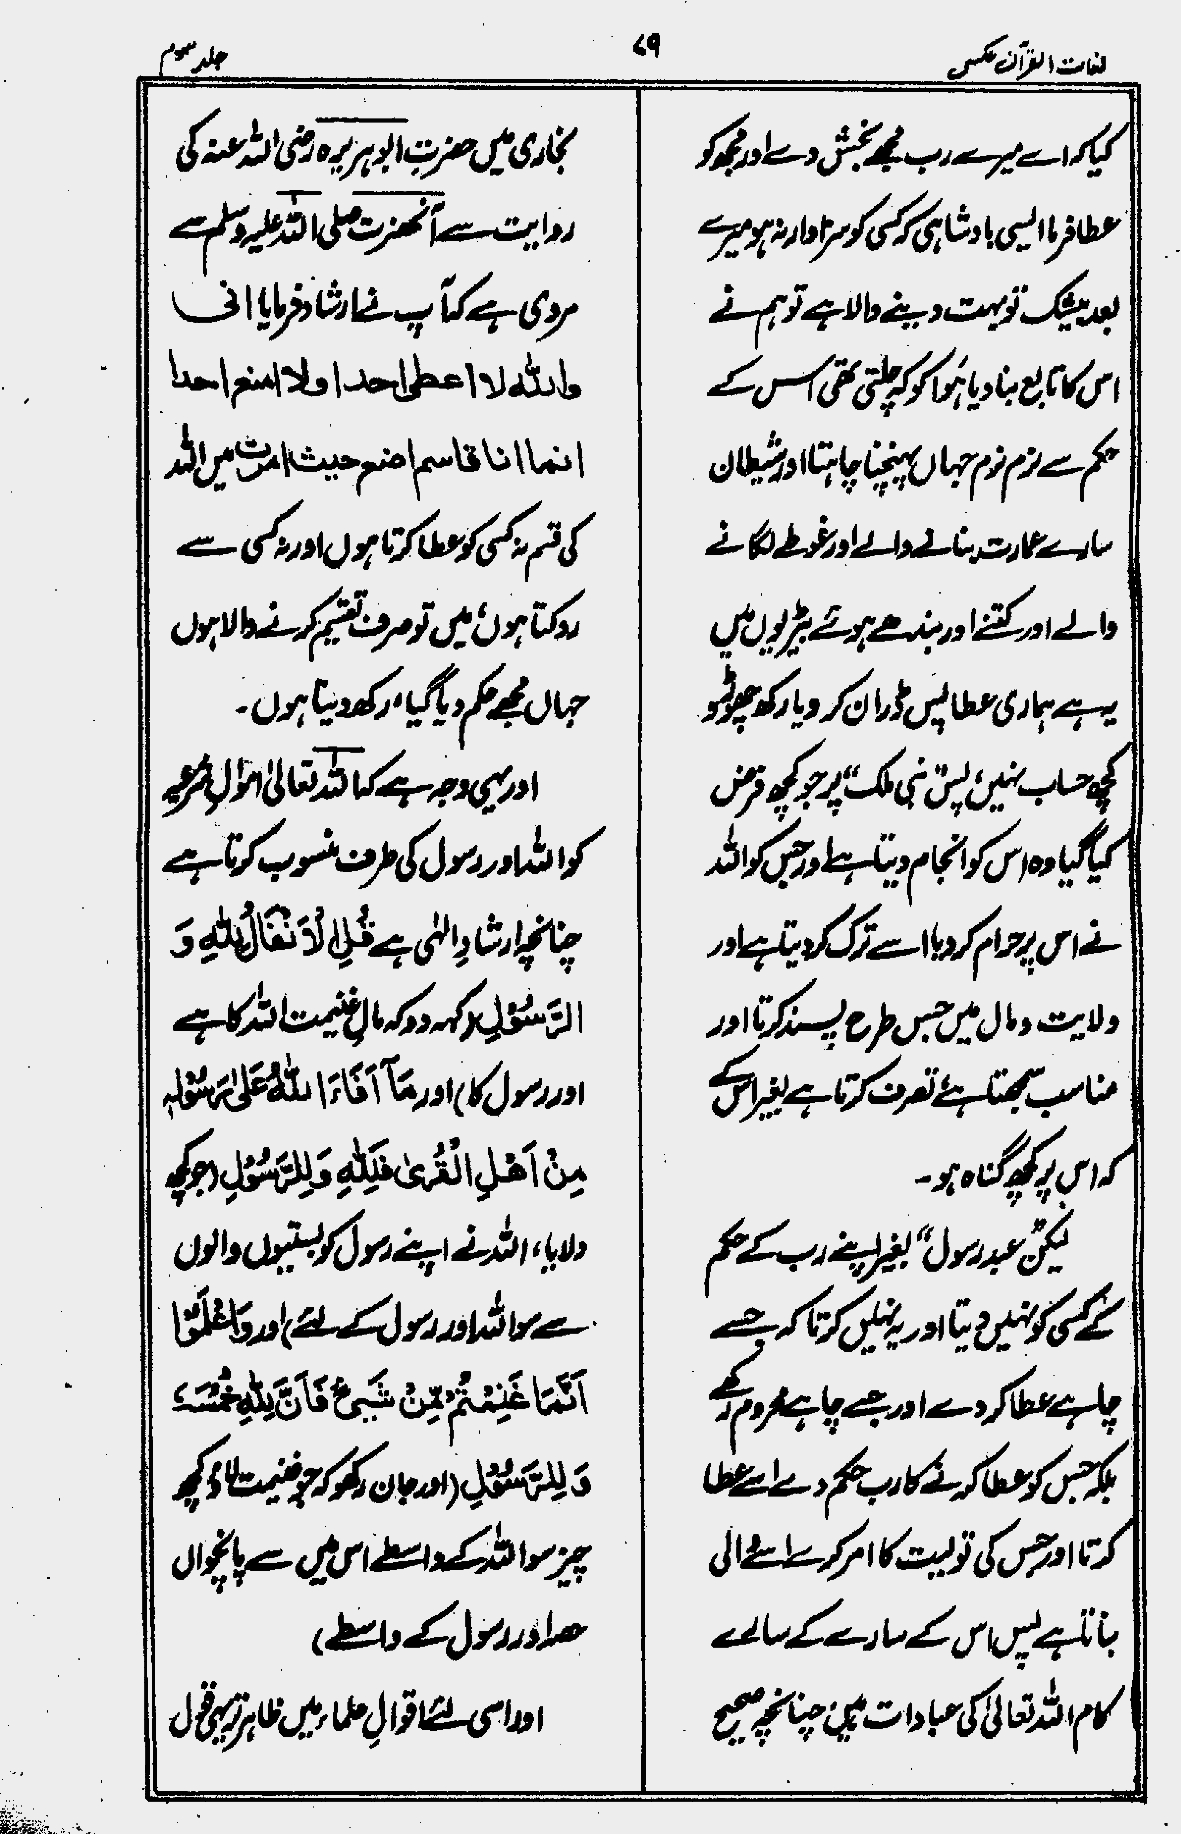 لغات القرآن عکسی
۷۹
جلد سوم
کیا کہ اے میرے رب مجھے بخش دے اور مجھ کو
عطا فرما ایسی بادشاہی کہ کسی کو سزاوار نہ ہو میرے
بعد بیشک تو بہت دینے والا ہے تو ہم نے
اس کا تابع بنا دیا ہوا کو کہ چلتی تھی اس کے
حکم سے نرم نرم جہاں پہنچنا چاہتا اور شیطان
سارے عمارت بنانے والے اور غوطے لگانے
والے اور کتنے اور بندھے ہوئے بیڑیوں میں
یہ ہے ہماری عطا پس ڈران کر ویا رکھ چھوڑو
کچھ حساب نہیں، پس نبی ملک“ پر جو کچھ فرض
کیا گیا وہ اس کو انجام دیتا ہے اور جس کو اللہ
نے اس پر حرام کر دیا اسے ترک کر دیتا ہے اور
ولایت و مال میں جس طرح پسند کرتا اور
مناسب سمجھتا ہے تصرف کرتا ہے بغیر اس کے
کہ اس پر کچھ گناہ ہو۔
لیکن عبد رسول“ بغیر اپنے رب کے حکم
کے کسی کو نہیں دیتا اور یہ نہیں کرتا کہ جسے
چاہے عطا کر دے اور جسے چاہے محروم رکھے
بلکہ جس کو عطا کرنے کا رب حکم دے اسے عطا
کرتا اور جس کی تولیت کا امر کرے اسے والی
بناتا ہے پس اس کے سارے کے سارے
کام اللہ تعالیٰ کی عبادات ہیں چنانچہ صحیح
بخاری میں حضرت ابو ہریرہ رضی اللہ عنہ کی
روایت سے آنحضرت صلی اللہ علیہ وسلم سے
مروی ہے کہ آپ نے ارشاد فرمایا انی
واللہ لا اعطی احدا ولا امنع احدا
انما انا قاسم اضع حیث امرت میں اللہ
کی قسم نہ کسی کو عطا کرتا ہوں اور نہ کسی سے
روکتا ہوں، میں تو صرف تقسیم کرنے والا ہوں
جہاں مجھے حکم دیا گیا، رکھ دیتا ہوں۔
اور یہی وجہ ہے کہ اللہ تعالیٰ اموالِ شرعیہ
کو اللہ اور رسول کی طرف منسوب کرتا ہے
چنانچہ ارشادِ الٰہی ہے قُلِ الْاَنْفَالُ لِلّٰہِ وَ
الرَّسُوْلِ (کہہ دو کہ مالِ غنیمت اللہ کا ہے
اور رسول کا) اور مَآ اَفَآءَ اللّٰہُ عَلٰی رَسُوْلِہٖ
مِنْ اَھْلِ الْقُرٰی فَلِلّٰہِ وَلِلرَّسُوْلِ (جو کچھ
دلایا، اللہ نے اپنے رسول کو بستیوں والوں
سے سو اللہ اور رسول کے لئے) اور وَاعْلَمُوْٓا
اَنَّمَا غَنِمْتُمْ مِّنْ شَیْءٍ فَاَنَّ لِلّٰہِ خُمُسَہٗ
وَلِلرَّسُوْلِ (اور جان رکھو کہ جو غنیمت لاؤ کچھ
چیز سو اللہ کے واسطے اس میں سے پانچواں
حصہ اور رسول کے واسطے)
اور اسی لئے اقوالِ علماء میں ظاہر تر یہی قول